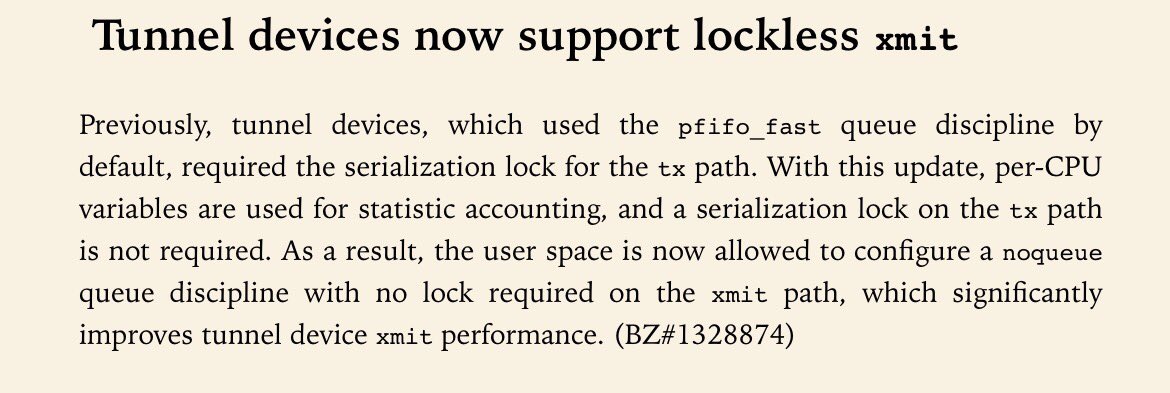 Tunnel devices now support lockless xmit
Previously, tunnel devices, which used the pfifo_fast queue discipline by
default, required the serialization lock for the tx path. With this update, per-CPU
variables are used for statistic accounting, and a serialization lock on the tx path
is not required. As a result, the user space is now allowed to configure a noqueue
queue discipline with no lock required on the xmit path, which significantly
improves tunnel device xmit performance. (BZ#1328874)